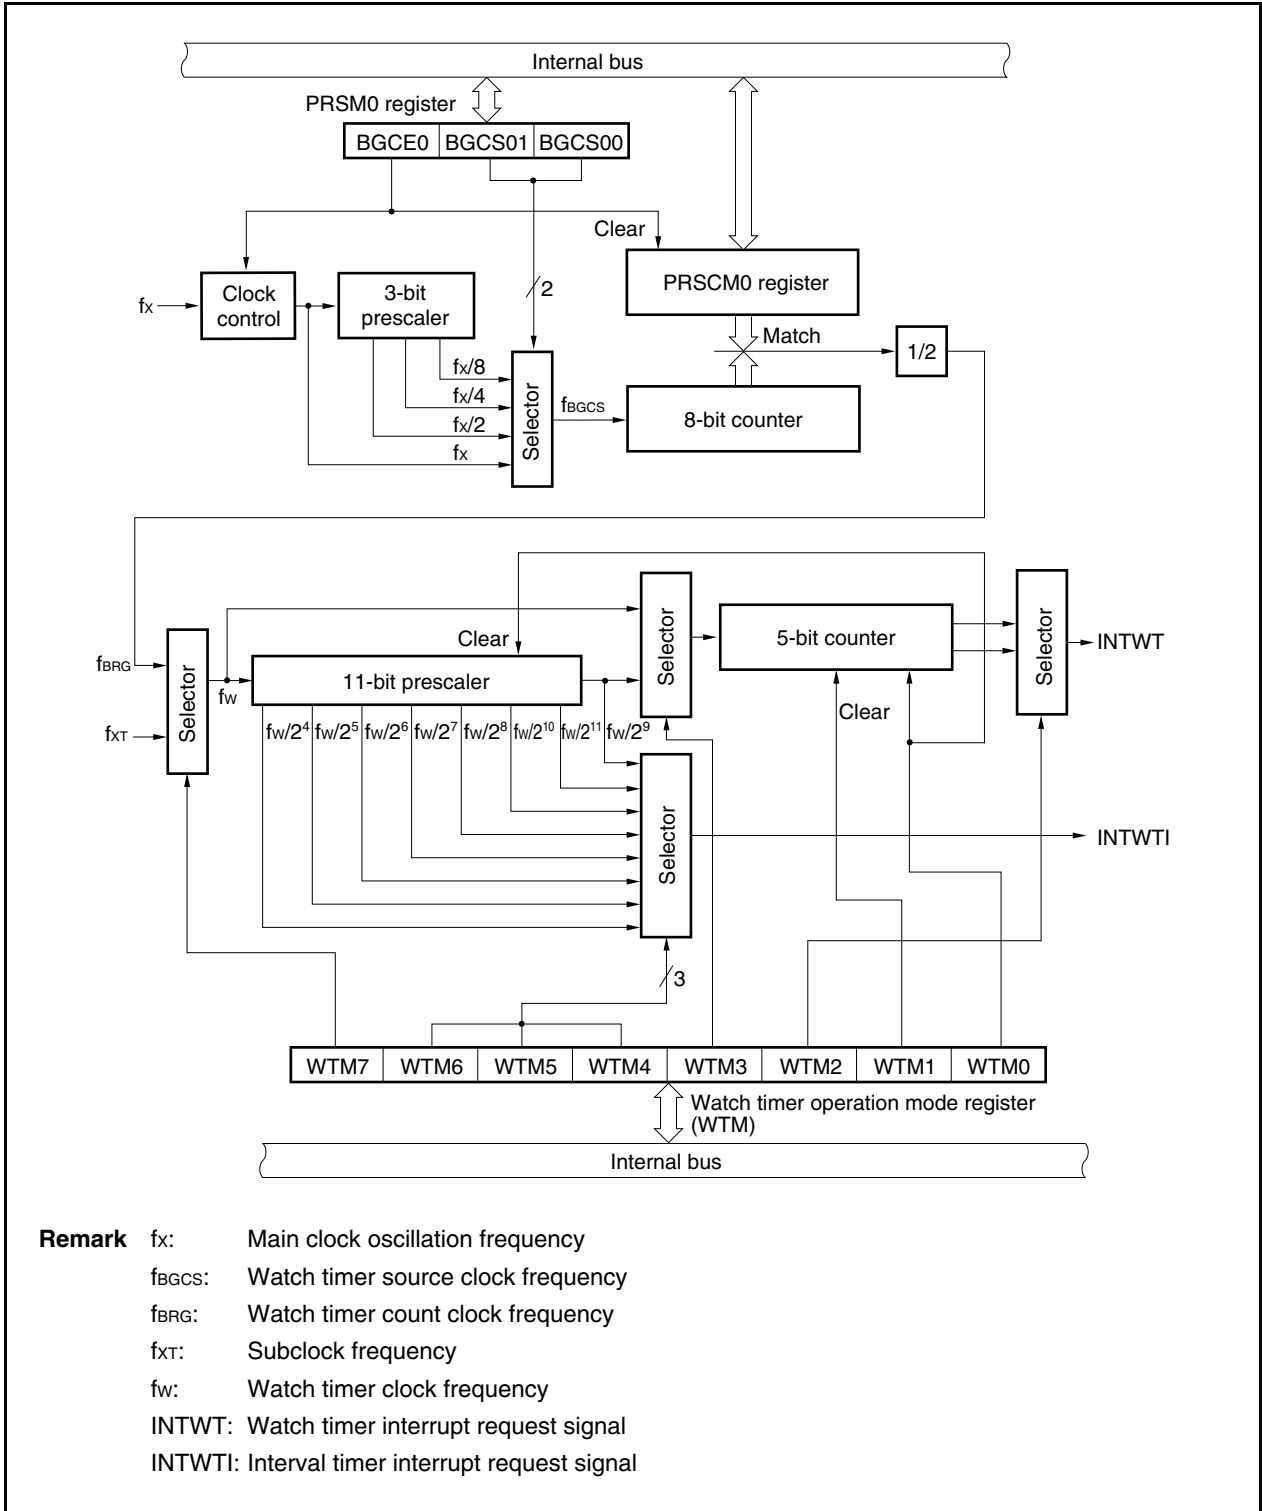 Internal bus
PRSM0 register
BGCE0 BGCS01 BGCS00
Clear
PRSCM0 register
fX
Clock control
3-bit prescaler
2
Match
1/2
fX/8
fX/4
fX/2
fX
Selector
fBGCS
8-bit counter
Clear
fBRG
fXT
Selector
fW
11-bit prescaler
fW/2⁴ fW/2⁵ fW/2⁶ fW/2⁷ fW/2⁸ fW/2¹⁰ fW/2¹¹ fW/2⁹
Selector
5-bit counter
Clear
Selector
INTWT
Selector
INTWTI
3
WTM7 WTM6 WTM5 WTM4 WTM3 WTM2 WTM1 WTM0
Watch timer operation mode register
(WTM)
Internal bus
Remark fX: Main clock oscillation frequency
fBGCS: Watch timer source clock frequency
fBRG: Watch timer count clock frequency
fXT: Subclock frequency
fW: Watch timer clock frequency
INTWT: Watch timer interrupt request signal
INTWTI: Interval timer interrupt request signal